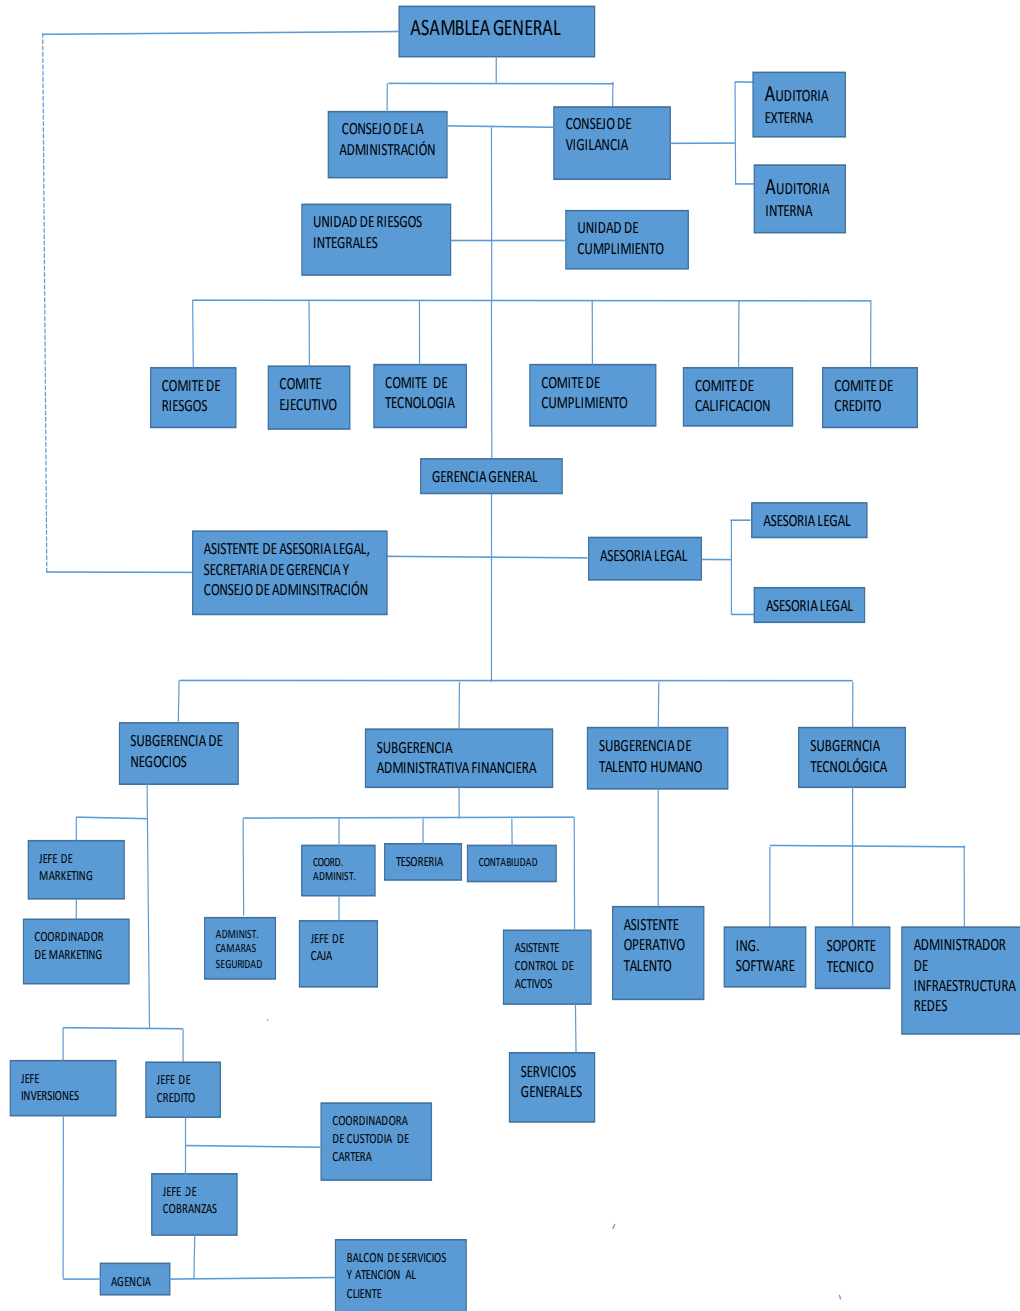 ASAMBLEA GENERAL
CONSEJO DE LA
ADMINISTRACIÓN
CONSEJO DE
VIGILANCIA
AUDITORIA
EXTERNA
AUDITORIA
INTERNA
UNIDAD DE RIESGOS
INTEGRALES
UNIDAD DE
CUMPLIMIENTO
COMITE DE
RIESGOS
COMITE
EJECUTIVO
COMITE DE
TECNOLOGIA
COMITE DE
CUMPLIMIENTO
COMITE DE
CALIFICACION
COMITE DE
CREDITO
GERENCIA GENERAL
ASISTENTE DE ASESORIA LEGAL,
SECRETARIA DE GERENCIA Y
CONSEJO DE ADMINSITRACIÓN
ASESORIA LEGAL
ASESORIA LEGAL
ASESORIA LEGAL
SUBGERENCIA DE
NEGOCIOS
SUBGERENCIA
ADMINISTRATIVA FINANCIERA
SUBGERENCIA DE
TALENTO HUMANO
SUBGERNCIA
TECNOLÓGICA
JEFE DE
MARKETING
COORDINADOR
DE MARKETING
COORD.
ADMINIST.
TESORERIA
CONTABIUDAD
ADMINIST.
CAMARAS
SEGURIDAD
JEFE DE
CAJA
ASISTENTE
CONTROL DE
ACTIVOS
ASISTENTE
OPERATIVO
TALENTO
ING.
SOFTWARE
SOPORTE
TECNICO
ADMINISTRADOR
DE
INFRAESTRUCTURA
REDES
SERVICIOS
GENERALES
JEFE
INVERSIONES
JEFE DE
CREDITO
COORDINADORA
DE CUSTODIA DE
CARTERA
JEFE DE
COBRANZAS
AGENCIA
BALCON DE SERVICIOS
Y ATENCION AL
CLIENTE